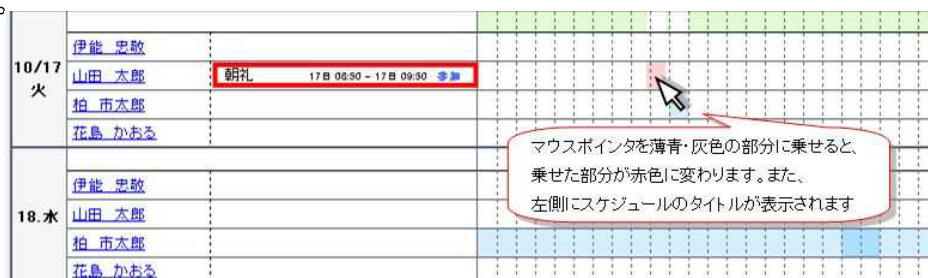 。
伊能 忠敬
10/17
火
山田 太郎 朝礼 17日 08:30 - 17日 09:30 参加
柏 市太郎
花島 かおる
マウスポインタを薄青・灰色の部分に乗せると、
乗せた部分が赤色に変わります。また、
左側にスケジュールのタイトルが表示されます
伊能 忠敬
18.水
山田 太郎
柏 市太郎
花島 かおる